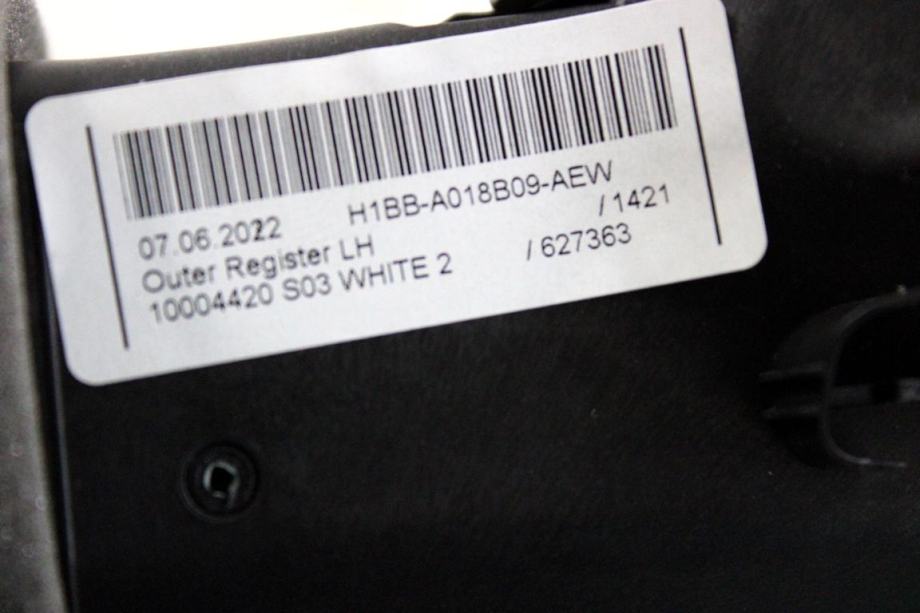 H1BB-A018B09-AEW
07.06.2022 / 1421
Outer Register LH / 627363
10004420 S03 WHITE 2